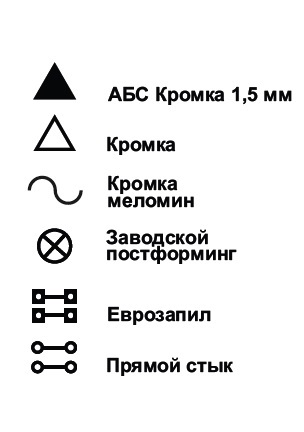 АБС Кромка 1,5 мм
Кромка
Кромка
меломин
Заводской
постформинг
Еврозапил
Прямой стык